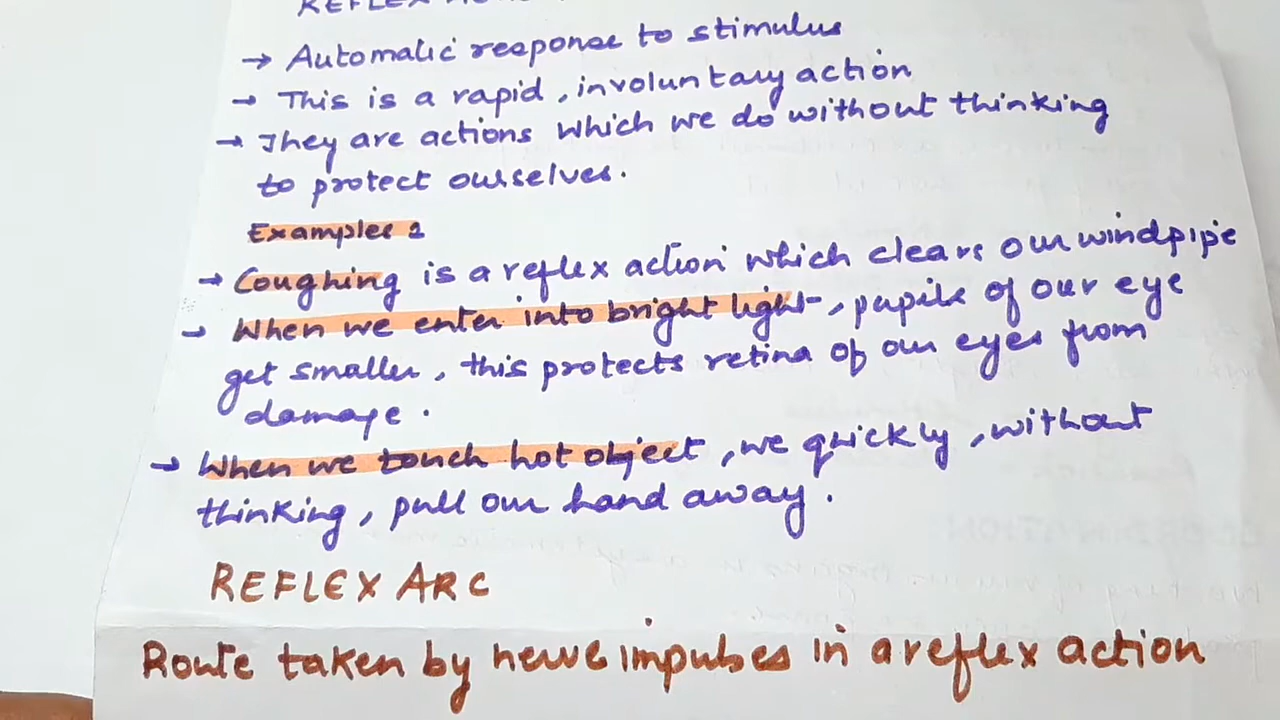 REFLEX
→ Automatic response to stimulus
→ This is a rapid, involuntary action
→ They are actions which we do without thinking
to protect ourselves.
Examples :
→ Coughing is a reflex action which clears our windpipe
→ When we enter into bright light, pupils of our eye
get smaller, this protects retina of our eyes from
damage.
→ When we touch hot object, we quickly, without
thinking, pull our hand away.
REFLEX ARC
Route taken by nerve impulses in a reflex action